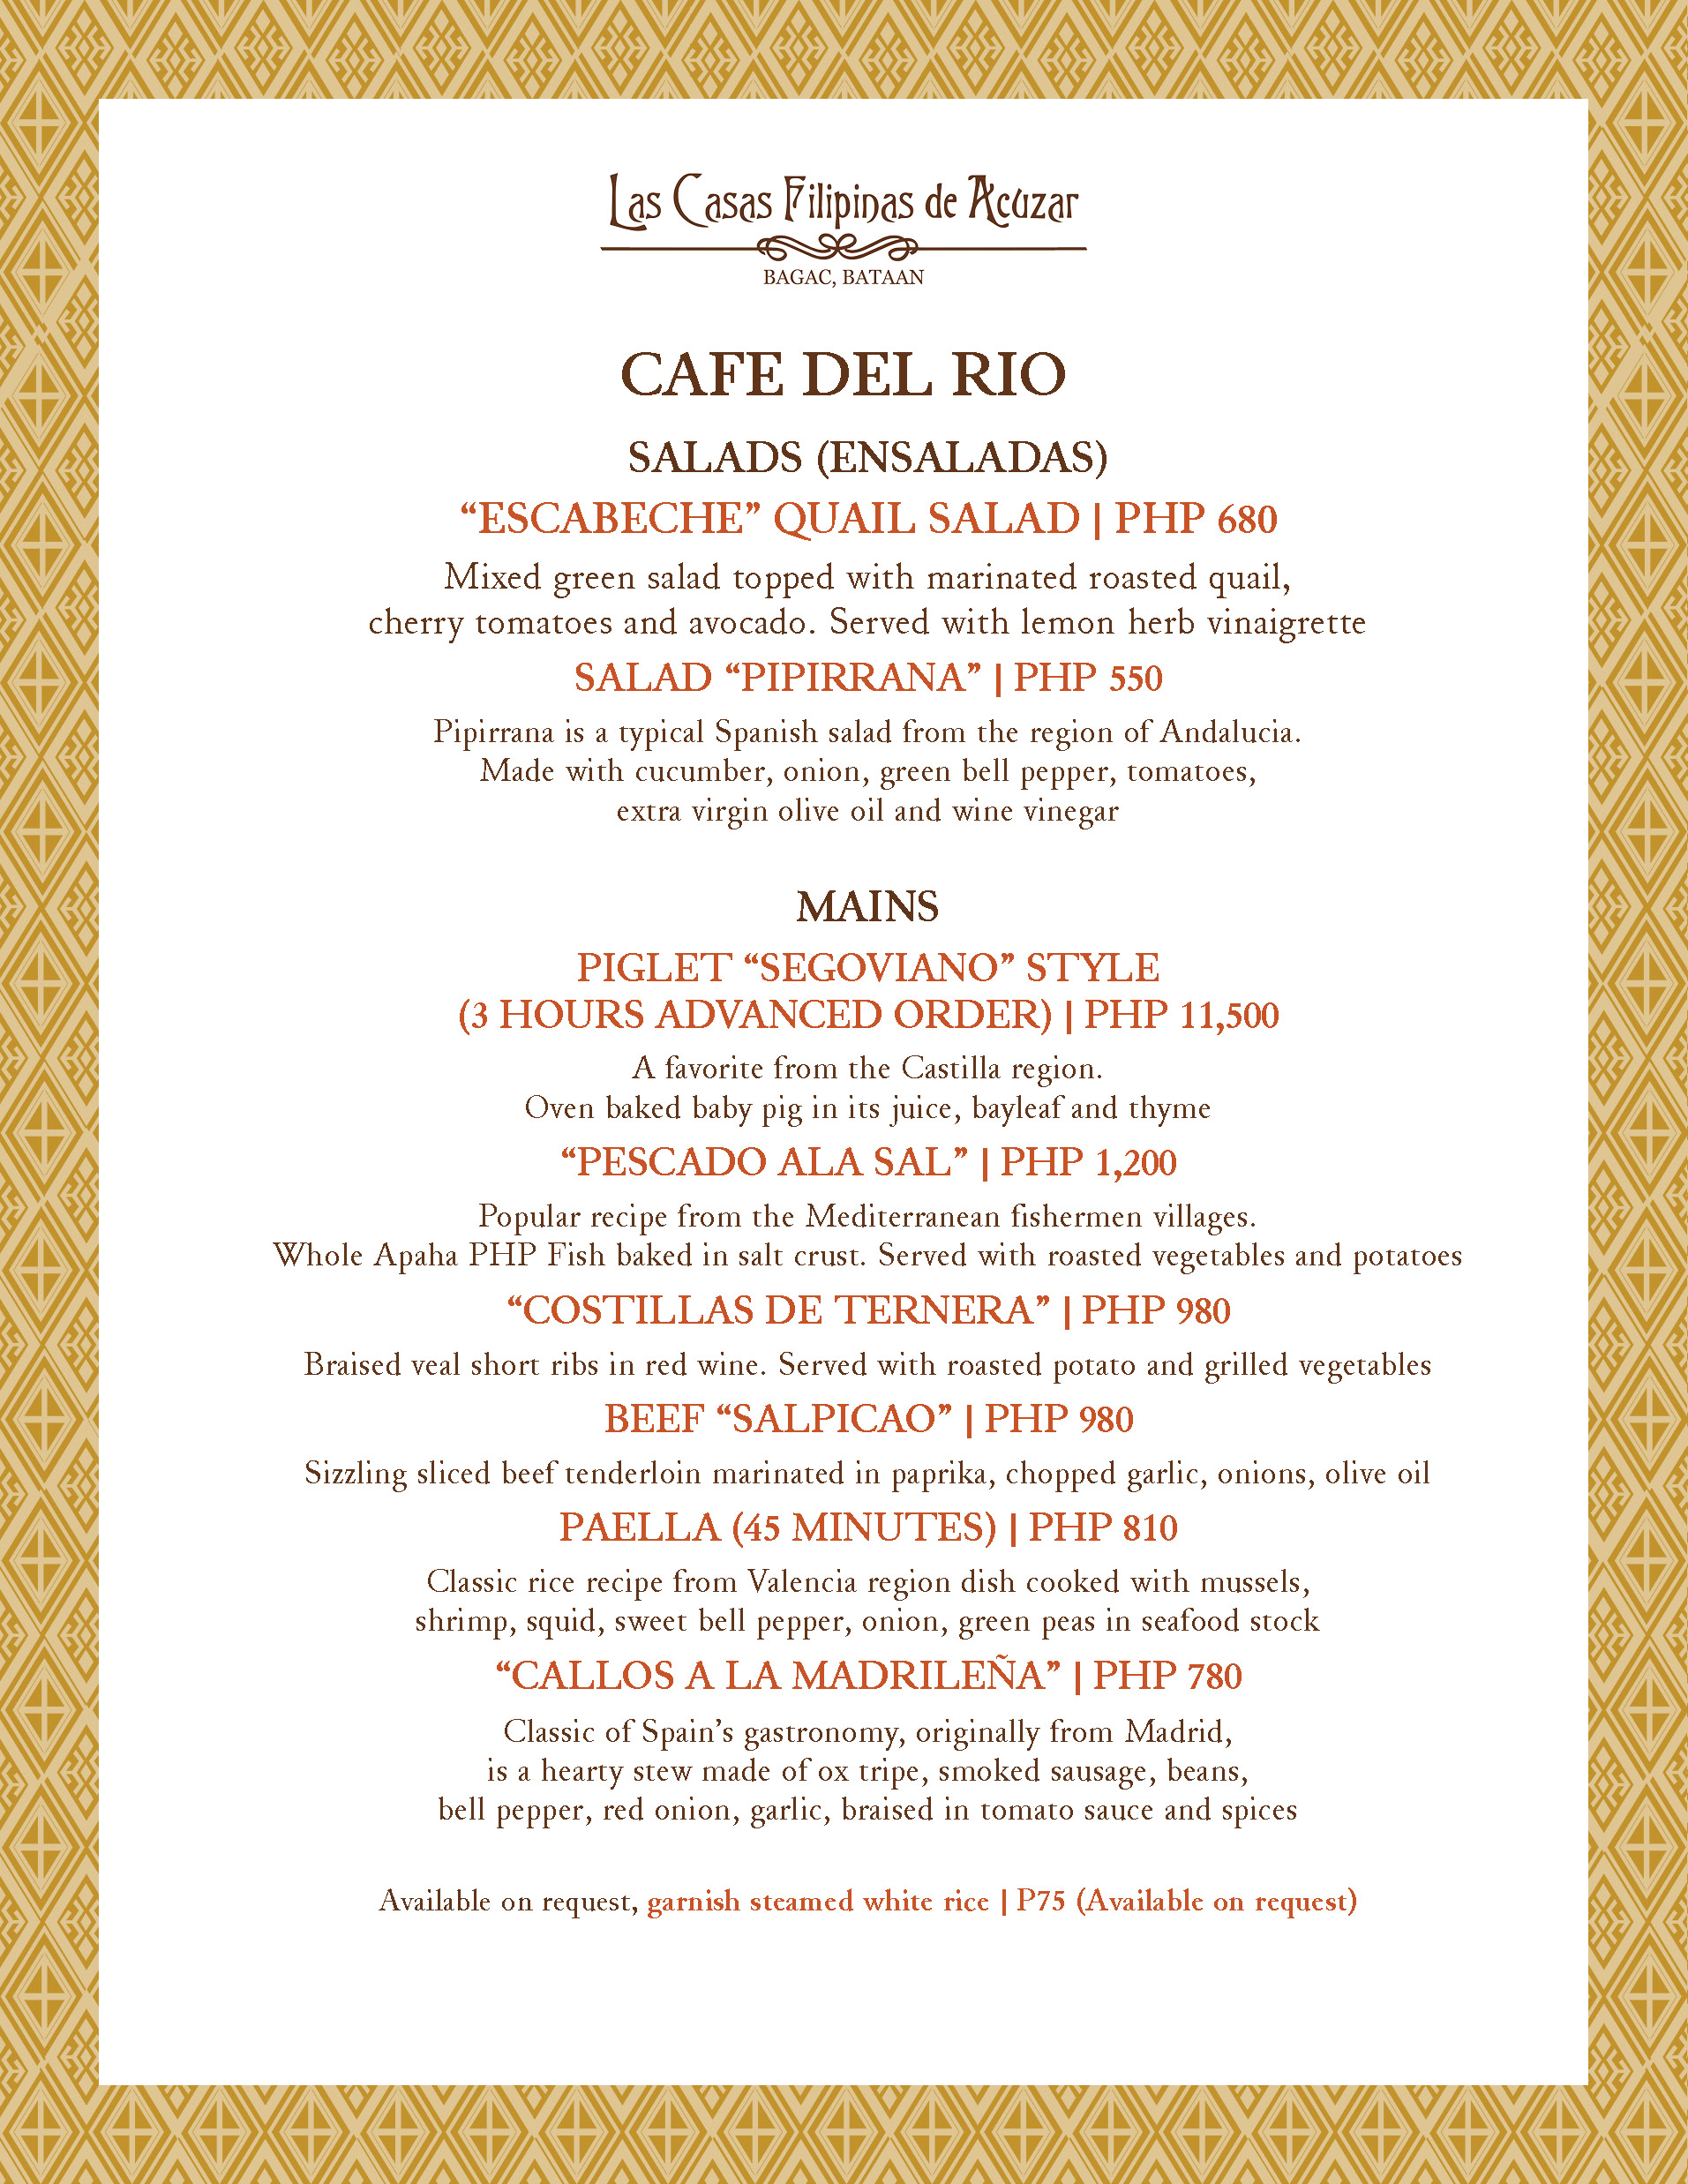 Las Casas Filipinas de Acuzar
BAGAC, BATAAN
CAFE DEL RIO
SALADS (ENSALADAS)
“ESCABECHE” QUAIL SALAD | PHP 680
Mixed green salad topped with marinated roasted quail,
cherry tomatoes and avocado. Served with lemon herb vinaigrette
SALAD “PIPIRRANA” | PHP 550
Pipirrana is a typical Spanish salad from the region of Andalucia.
Made with cucumber, onion, green bell pepper, tomatoes,
extra virgin olive oil and wine vinegar
MAINS
PIGLET “SEGOVIANO” STYLE
(3 HOURS ADVANCED ORDER) | PHP 11,500
A favorite from the Castilla region.
Oven baked baby pig in its juice, bayleaf and thyme
“PESCADO ALA SAL” | PHP 1,200
Popular recipe from the Mediterranean fishermen villages.
Whole Apaha PHP Fish baked in salt crust. Served with roasted vegetables and potatoes
“COSTILLAS DE TERNERA” | PHP 980
Braised veal short ribs in red wine. Served with roasted potato and grilled vegetables
BEEF “SALPICAO” | PHP 980
Sizzling sliced beef tenderloin marinated in paprika, chopped garlic, onions, olive oil
PAELLA (45 MINUTES) | PHP 810
Classic rice recipe from Valencia region dish cooked with mussels,
shrimp, squid, sweet bell pepper, onion, green peas in seafood stock
“CALLOS A LA MADRILEÑA” | PHP 780
Classic of Spain’s gastronomy, originally from Madrid,
is a hearty stew made of ox tripe, smoked sausage, beans,
bell pepper, red onion, garlic, braised in tomato sauce and spices
Available on request, garnish steamed white rice | P75 (Available on request)